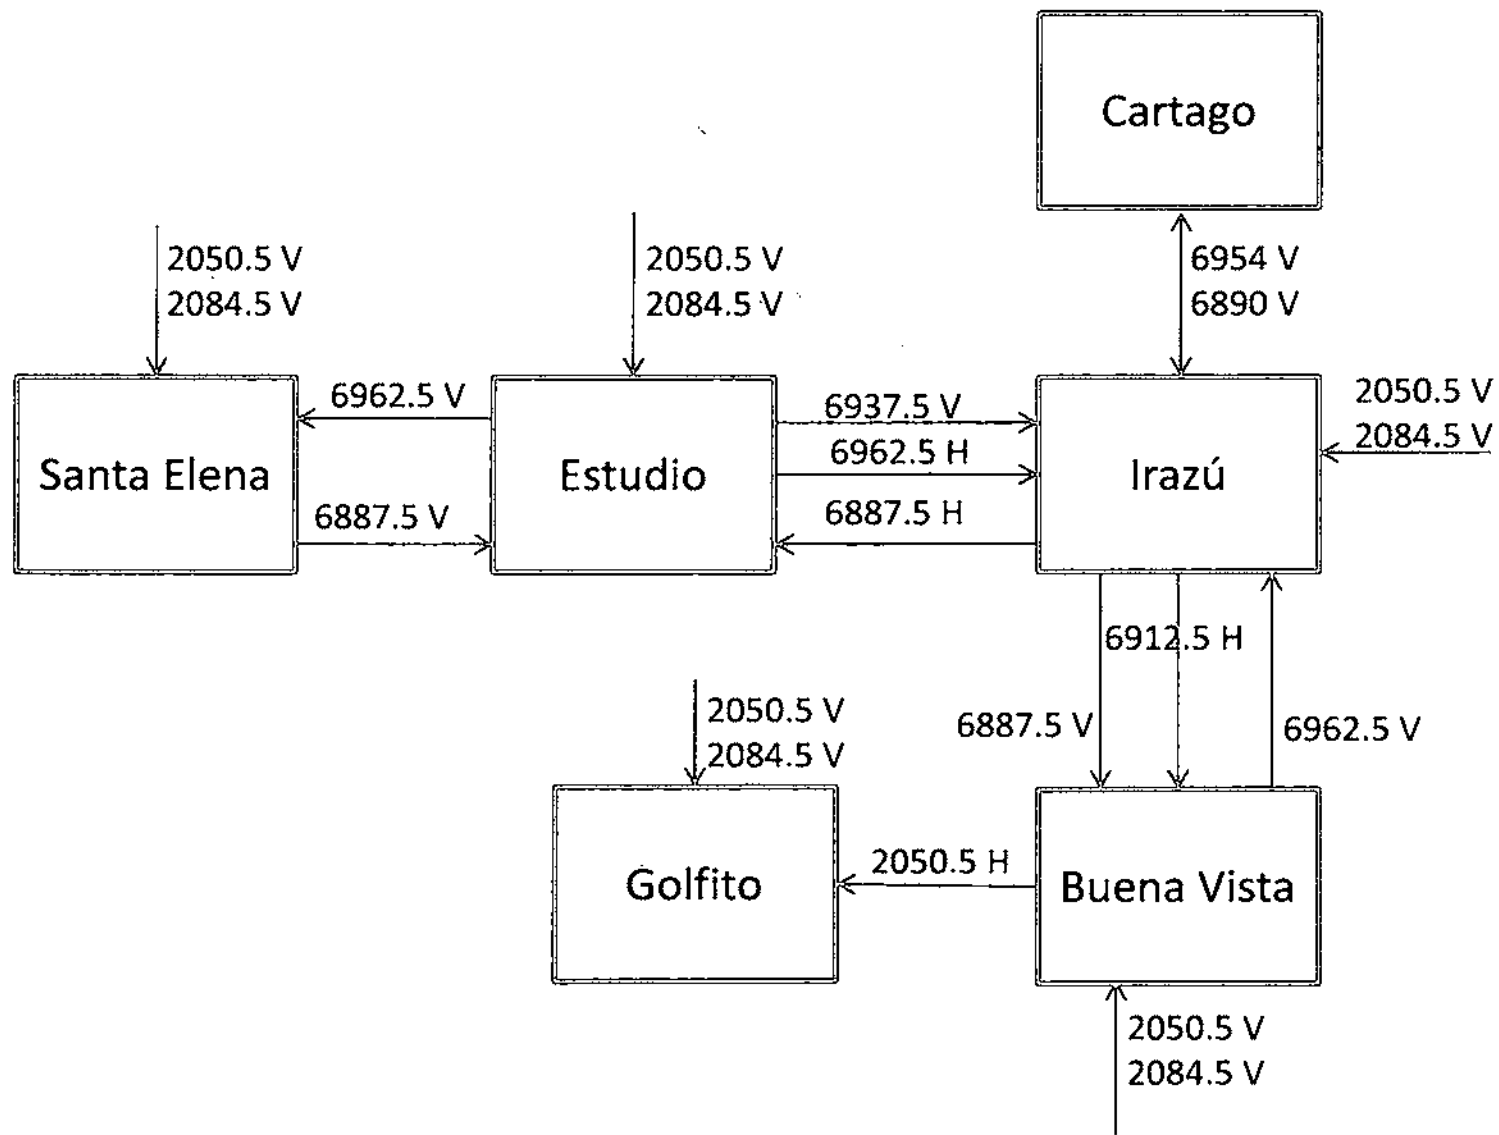 Cartago
2050.5 V
2084.5 V
2050.5 V
2084.5 V
6954 V
6890 V
6962.5 V
6937.5 V
2050.5 V
2084.5 V
Santa Elena
Estudio
6962.5 H
Irazú
6887.5 V
6887.5 H
6912.5 H
2050.5 V
2084.5 V
6887.5 V
6962.5 V
Golfito
2050.5 H
Buena Vista
2050.5 V
2084.5 V